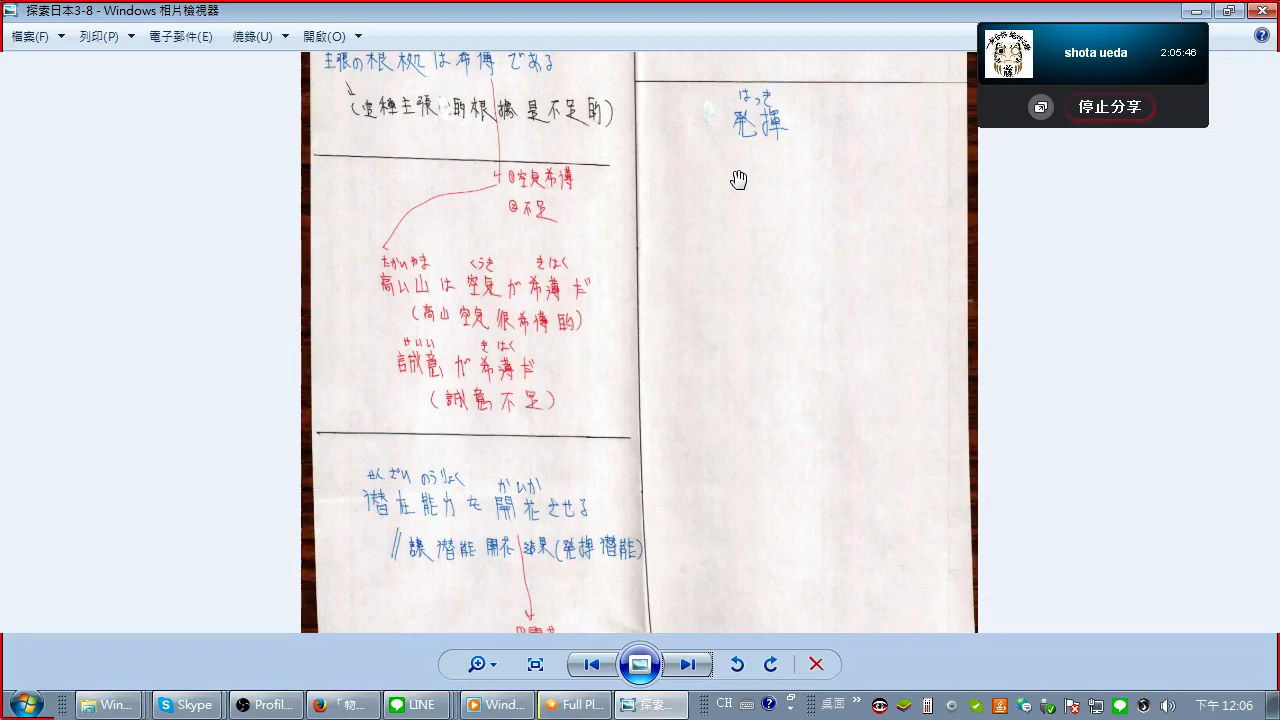 探索日本3-8 - Windows 相片檢視器
檔案(F) 列印(P) 電子郵件(E) 燒錄(U) 開啟(O)
shota ueda 2:05:46
停止分享
主張の根拠は希薄である
(空種主張的根據是不足的)
①空気希薄
②不足
たかいやま くうき きはく
高い山は空気が希薄だ
(高山空気很希薄的)
せいい きはく
誠意が希薄だ
(誠意不足)
せんざいのうりょく かいか
潜在能力を開花させる
//讓潛能開花結果(発揮潛能)
はっき
発揮
Win... Skype Profil... 「物... LINE Wind... Full Pl... 探索... CH 桌面 下午 12:06